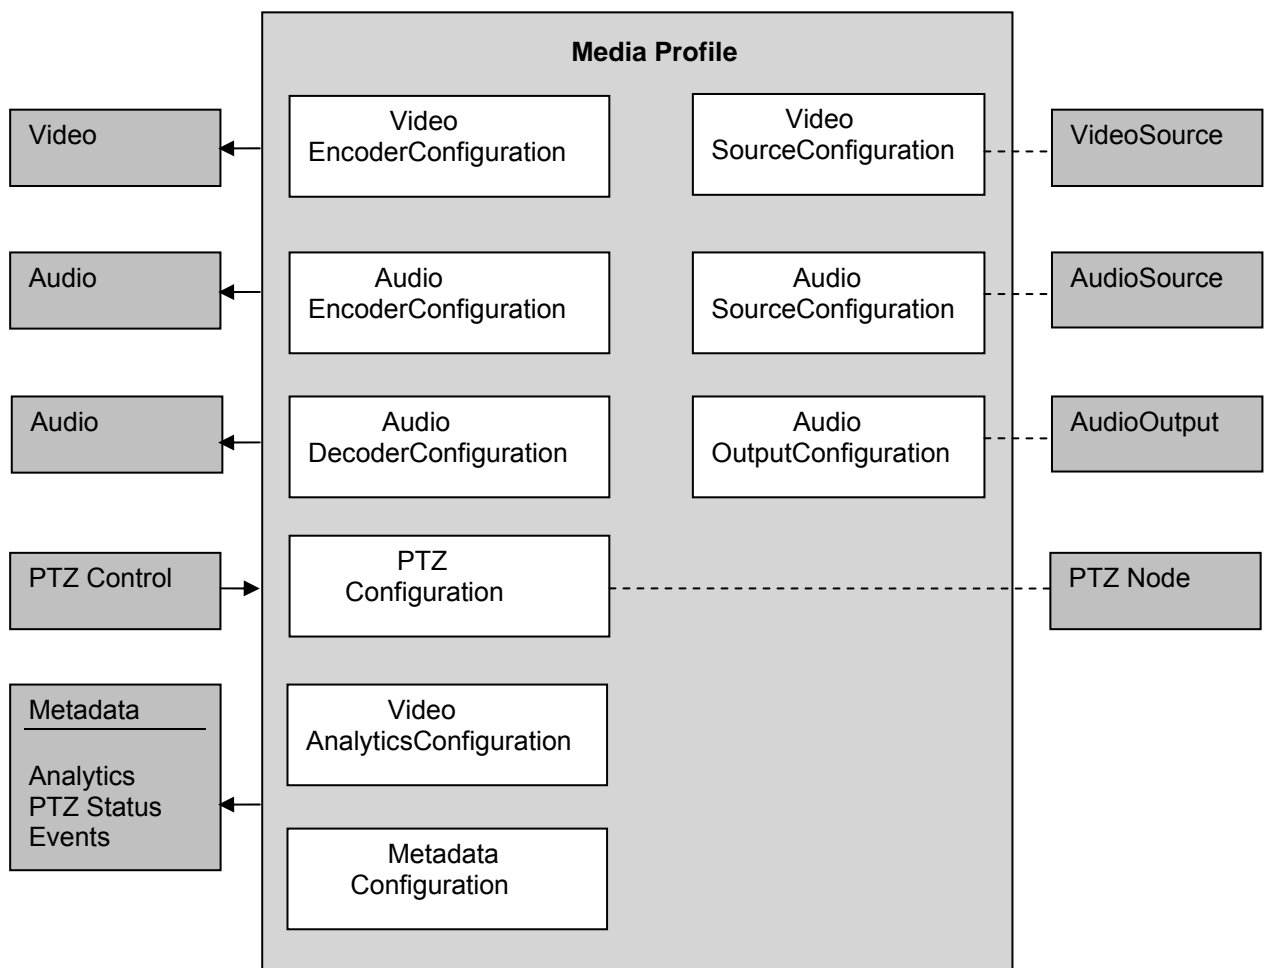 Media Profile
Video
Video
EncoderConfiguration
Video
SourceConfiguration
VideoSource
Audio
Audio
EncoderConfiguration
Audio
SourceConfiguration
AudioSource
Audio
Audio
DecoderConfiguration
Audio
OutputConfiguration
AudioOutput
PTZ Control
PTZ
Configuration
PTZ Node
Metadata
Analytics
PTZ Status
Events
Video
AnalyticsConfiguration
Metadata
Configuration